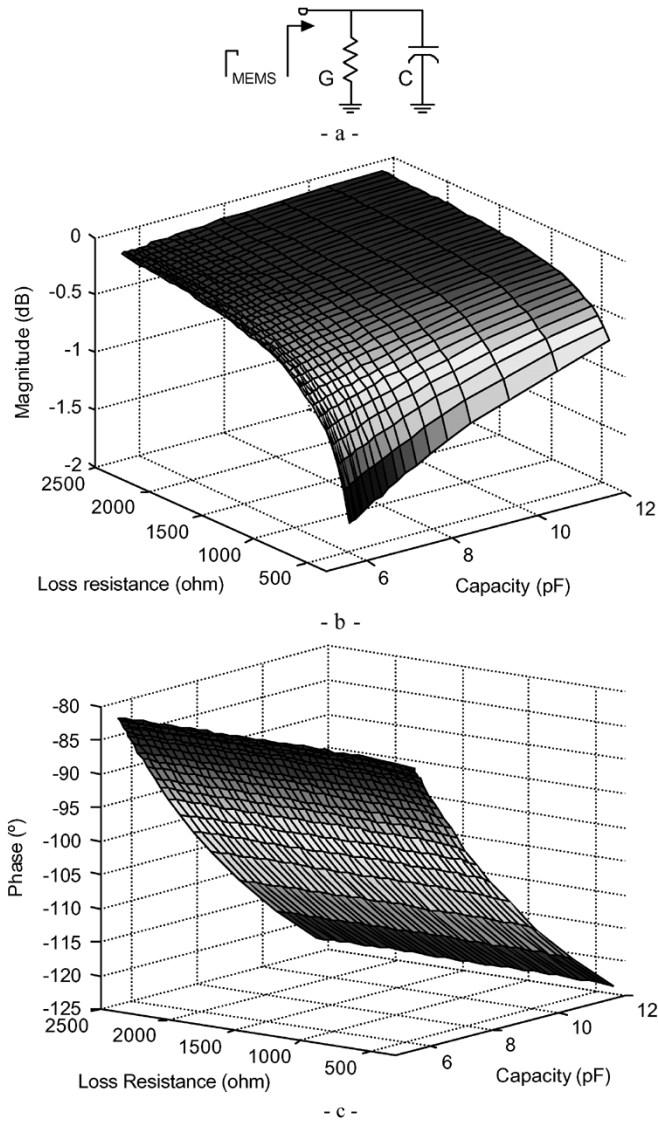 MEMS
G
C
- a -
Magnitude (dB)
0
-0.5
-1
-1.5
-2
2500
2000
1500
1000
500
Loss resistance (ohm)
6
8
10
12
Capacity (pF)
- b -
Phase (º)
-80
-85
-90
-95
-100
-105
-110
-115
-120
-125
2500
2000
1500
1000
500
Loss Resistance (ohm)
6
8
10
12
Capacity (pF)
- c -